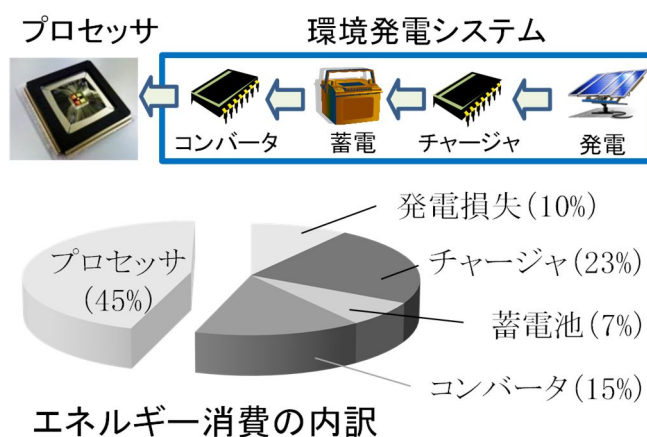 プロセッサ
環境発電システム
コンバータ
蓄電
チャージャ
発電
発電損失(10%)
チャージャ(23%)
プロセッサ
(45%)
蓄電池(7%)
コンバータ(15%)
エネルギー消費の内訳